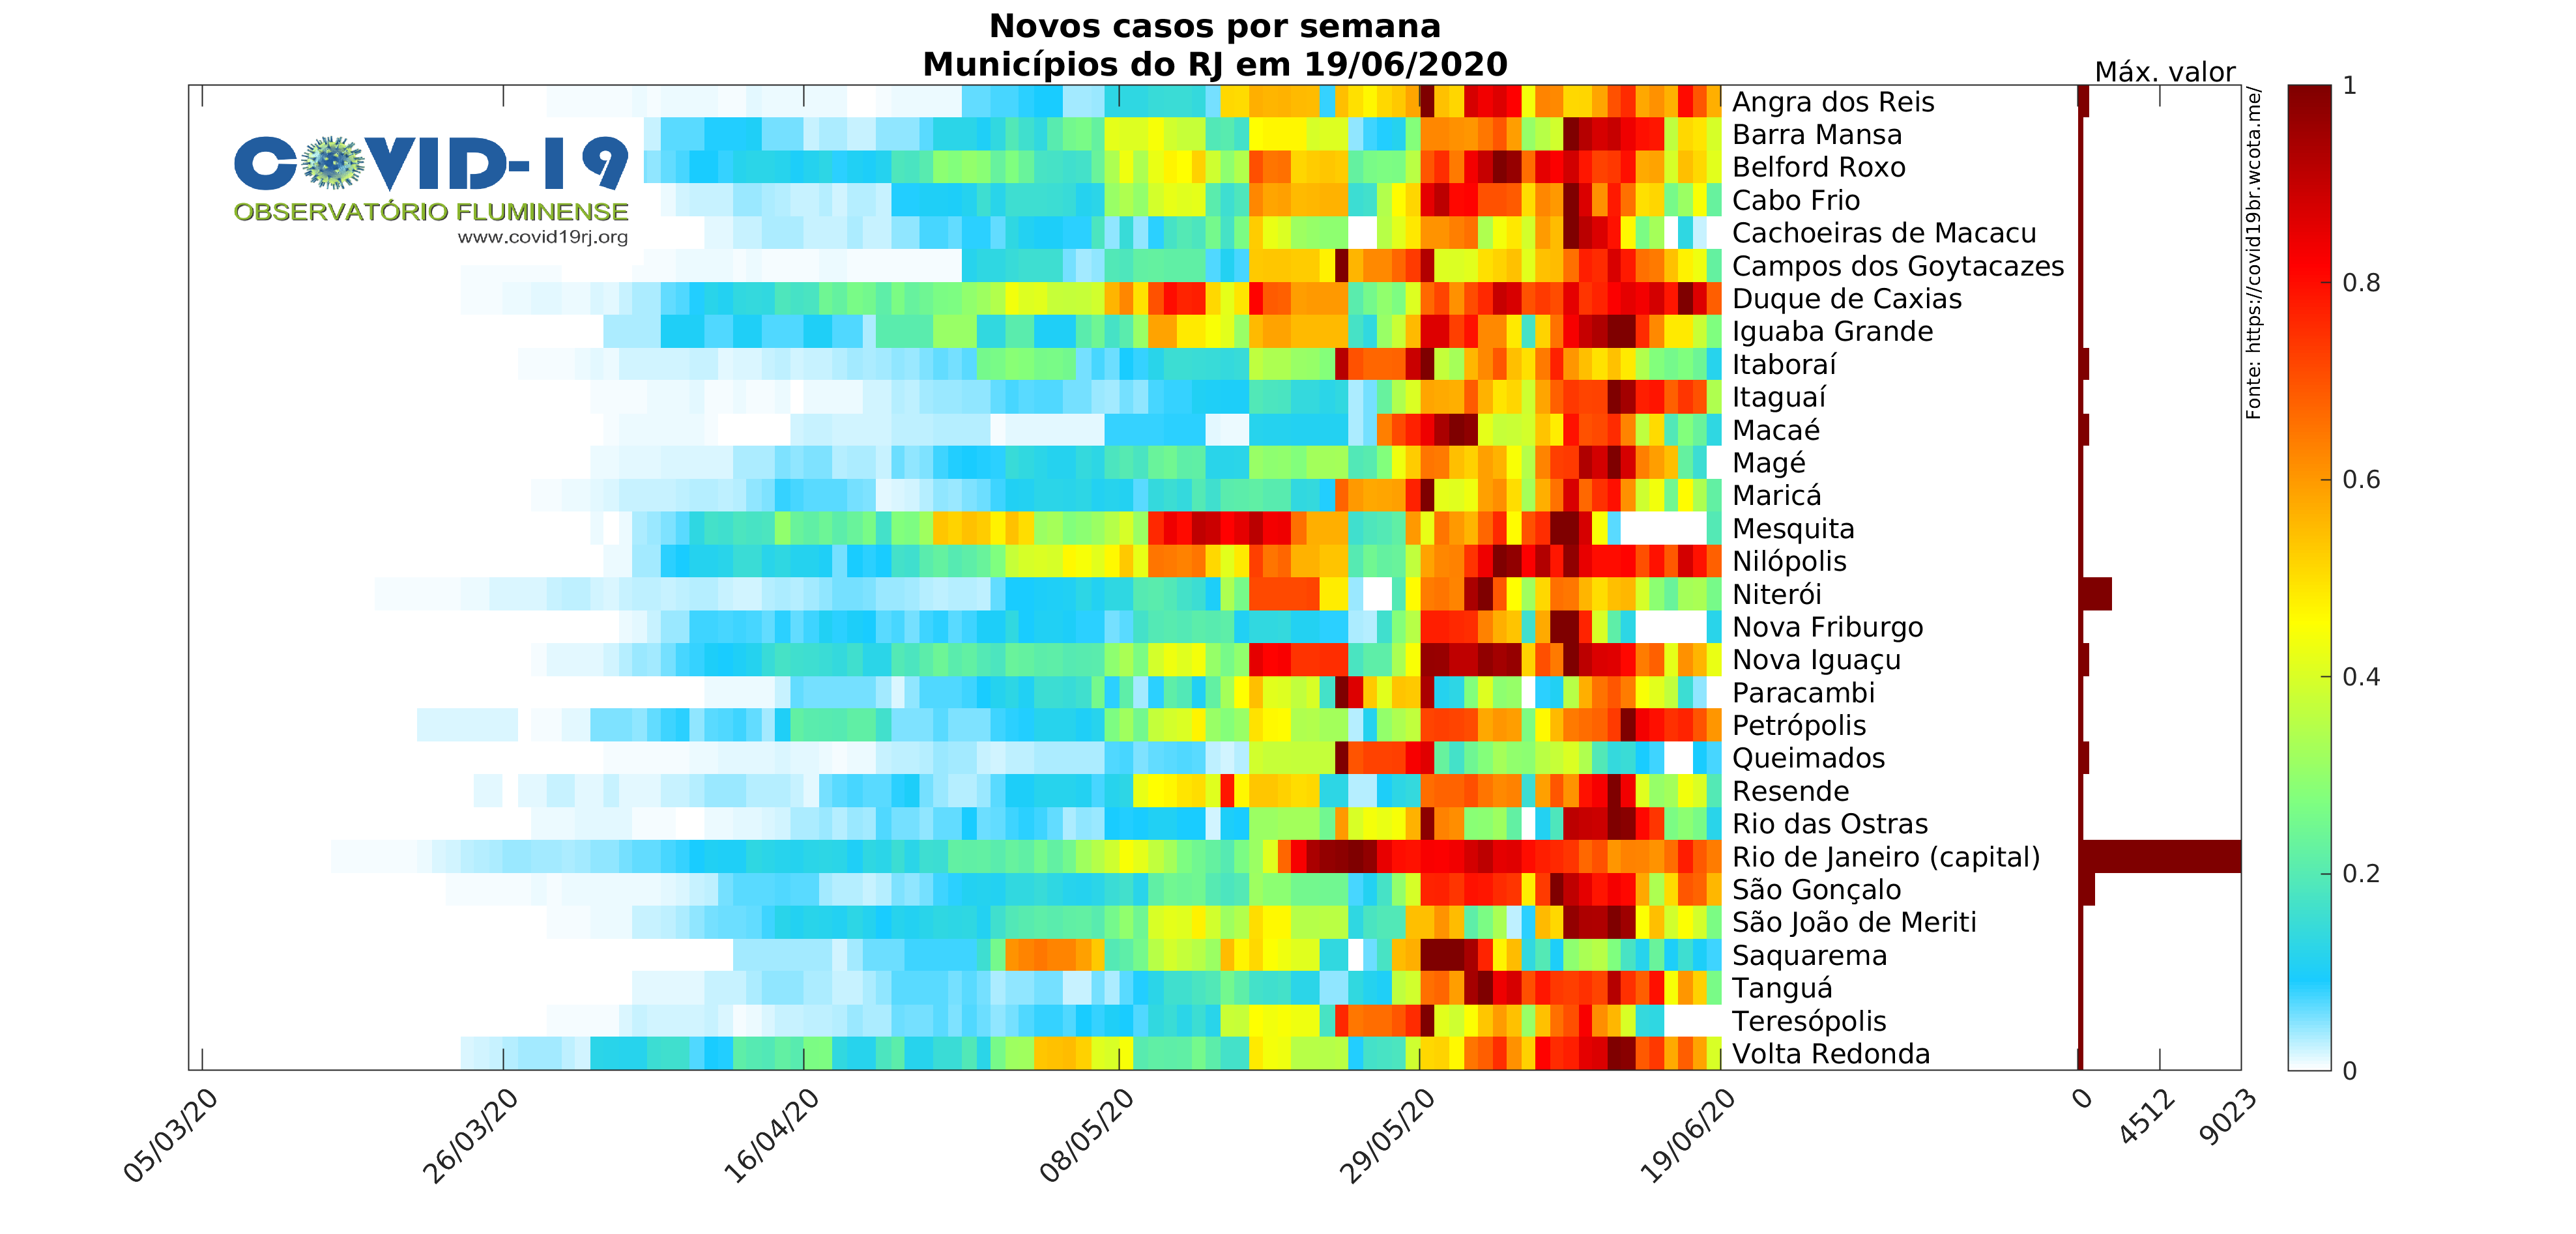 Novos casos por semana
Municípios do RJ em 19/06/2020
Máx. valor
COVID-19
OBSERVATÓRIO FLUMINENSE
www.covid19rj.org
Angra dos Reis
Barra Mansa
Belford Roxo
Cabo Frio
Cachoeiras de Macacu
Campos dos Goytacazes
Duque de Caxias
Iguaba Grande
Itaboraí
Itaguaí
Macaé
Magé
Maricá
Mesquita
Nilópolis
Niterói
Nova Friburgo
Nova Iguaçu
Paracambi
Petrópolis
Queimados
Resende
Rio das Ostras
Rio de Janeiro (capital)
São Gonçalo
São João de Meriti
Saquarema
Tanguá
Teresópolis
Volta Redonda
Fonte: https://covid19br.wcota.me/
1
0.8
0.6
0.4
0.2
0
05/03/20
26/03/20
16/04/20
08/05/20
29/05/20
19/06/20
0
4512
9023